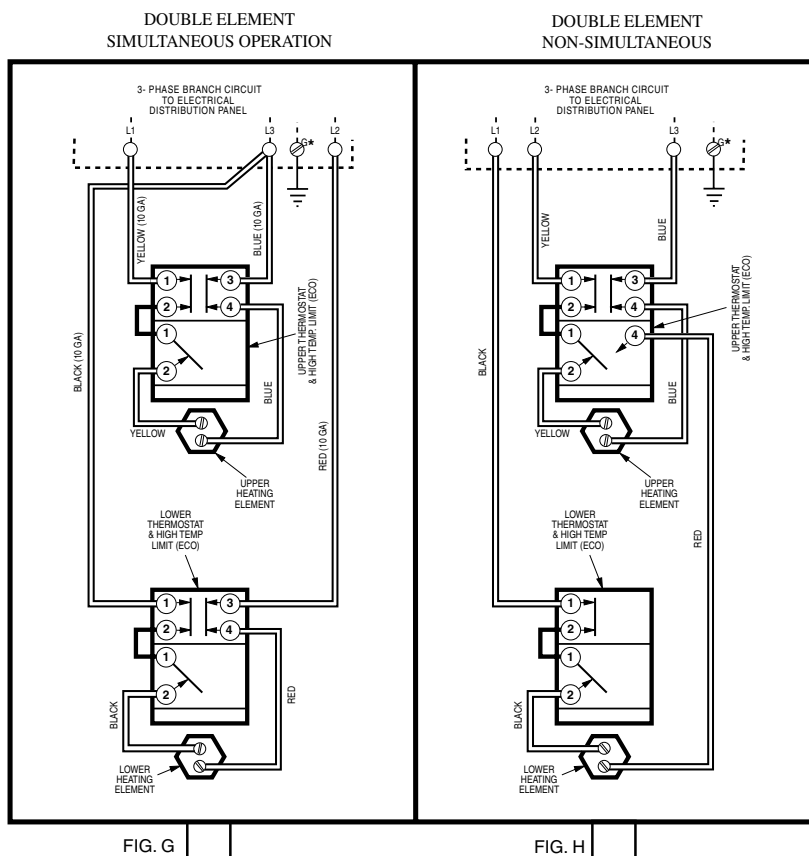 DOUBLE ELEMENT
SIMULTANEOUS OPERATION
3- PHASE BRANCH CIRCUIT
TO ELECTRICAL
DISTRIBUTION PANEL
L1
L3
G*
L2
YELLOW (10 GA)
BLUE (10 GA)
BLACK (10 GA)
1
3
2
4
1
2
UPPER THERMOSTAT
& HIGH TEMP. LIMIT (ECO)
BLUE
YELLOW
RED (10 GA)
UPPER
HEATING
ELEMENT
LOWER
THERMOSTAT
& HIGH TEMP
LIMIT (ECO)
1
3
2
4
1
2
BLACK
RED
LOWER
HEATING
ELEMENT
FIG. G
DOUBLE ELEMENT
NON-SIMULTANEOUS
3- PHASE BRANCH CIRCUIT
TO ELECTRICAL
DISTRIBUTION PANEL
L1
L2
L3
G*
YELLOW
BLUE
BLACK
1
3
2
4
1
4
2
UPPER THERMOSTAT
& HIGH TEMP. LIMIT (ECO)
BLUE
YELLOW
UPPER
HEATING
ELEMENT
RED
LOWER
THERMOSTAT
& HIGH TEMP
LIMIT (ECO)
1
2
1
2
BLACK
LOWER
HEATING
ELEMENT
FIG. H